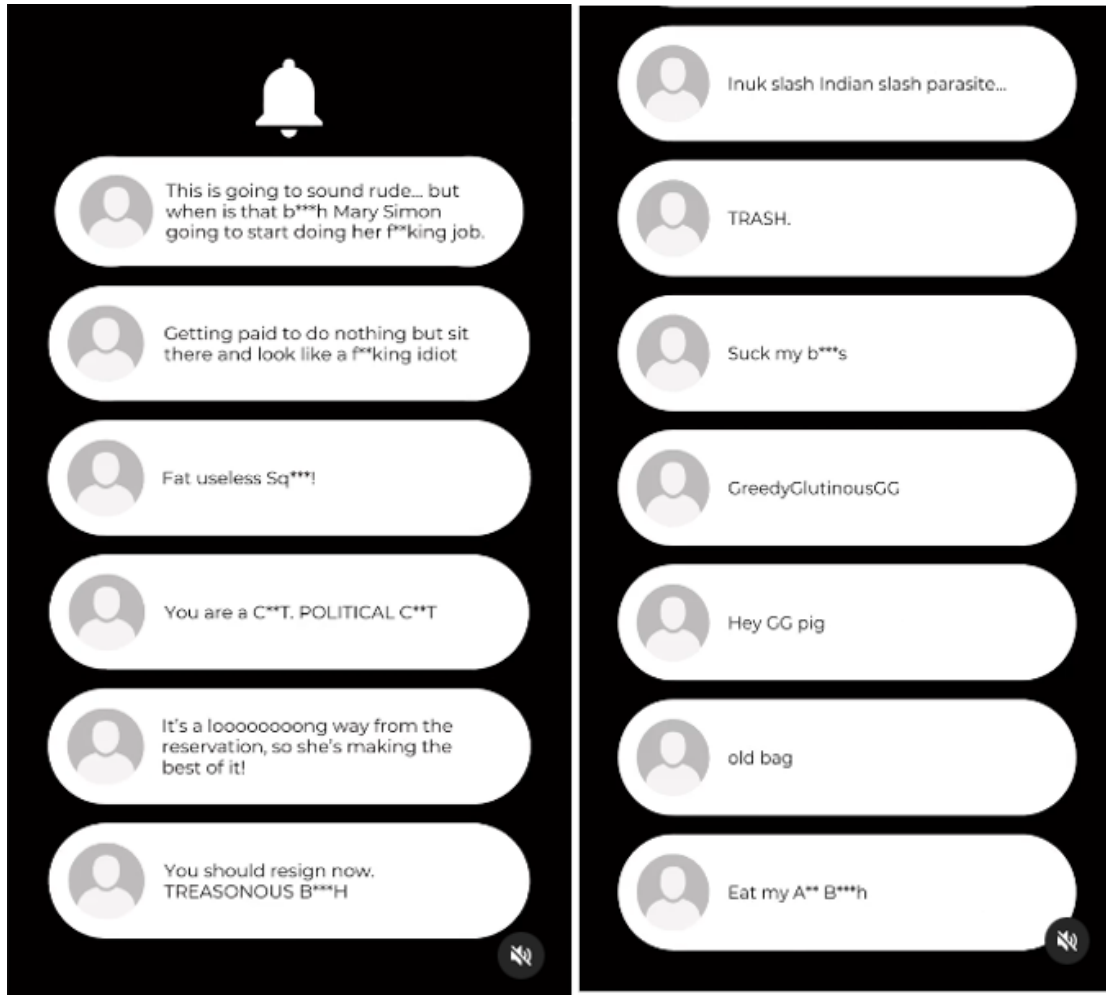 This is going to sound rude... but
when is that b***h Mary Simon
going to start doing her f**king job.
Getting paid to do nothing but sit
there and look like a f**king idiot
Fat useless Sq***!
You are a C**T. POLITICAL C**T
It's a looooooooong way from the
reservation, so she's making the
best of it!
You should resign now.
TREASONOUS B***H
Inuk slash Indian slash parasite...
TRASH.
Suck my b***s
GreedyGlutinousGG
Hey GG pig
old bag
Eat my A** B***h